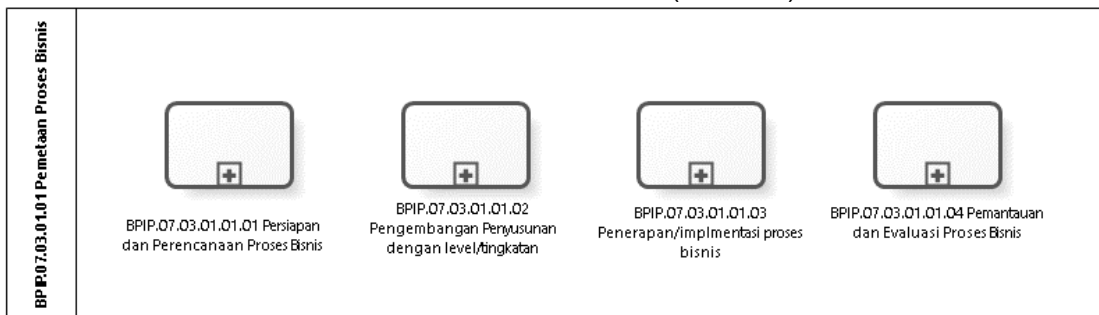 BPIP.07.03.01.01 Pemetaan Proses Bisnis
BPIP.07.03.01.01.01 Persiapan
dan Perencanaan Proses Bisnis
BPIP.07.03.01.01.02
Pengembangan Penyusunan
dengan level/tingkatan
BPIP.07.03.01.01.03
Penerapan/implmentasi proses
bisnis
BPIP.07.03.01.01.04 Pemantauan
dan Evaluasi Proses Bisnis